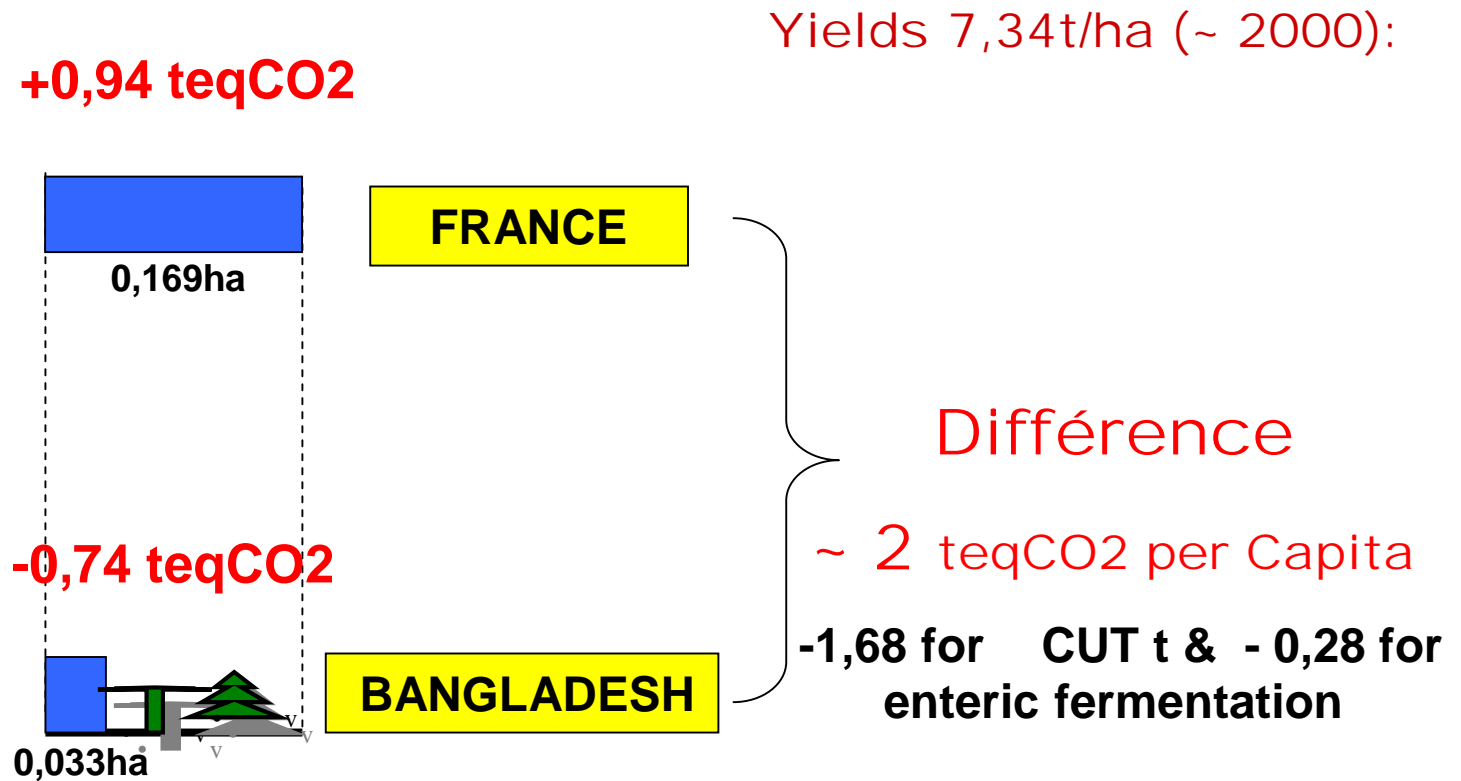 Yields 7,34t/ha (~ 2000):
+0,94 teqCO2
FRANCE
0,169ha
Différence
~ 2 teqCO2 per Capita
-0,74 teqCO2
-1,68 for CUT t & - 0,28 for
enteric fermentation
BANGLADESH
v
v
v
v
0,033ha